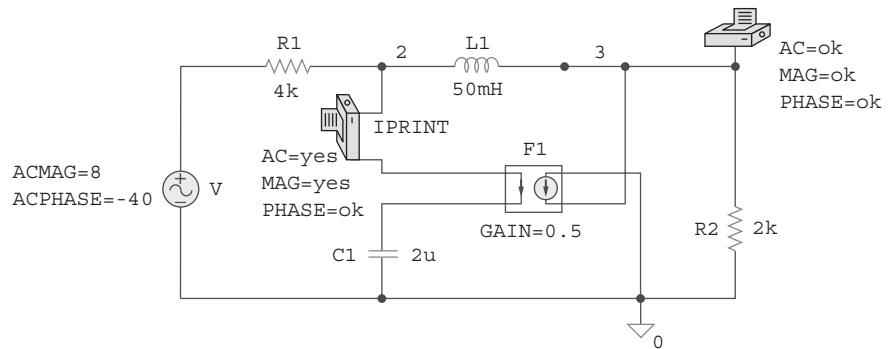 R1
4k
2
L1
50mH
3
AC=ok
MAG=ok
PHASE=ok
IPRINT
AC=yes
MAG=yes
PHASE=ok
F1
GAIN=0.5
ACMAG=8
ACPHASE=-40
V
C1
2u
R2
2k
0